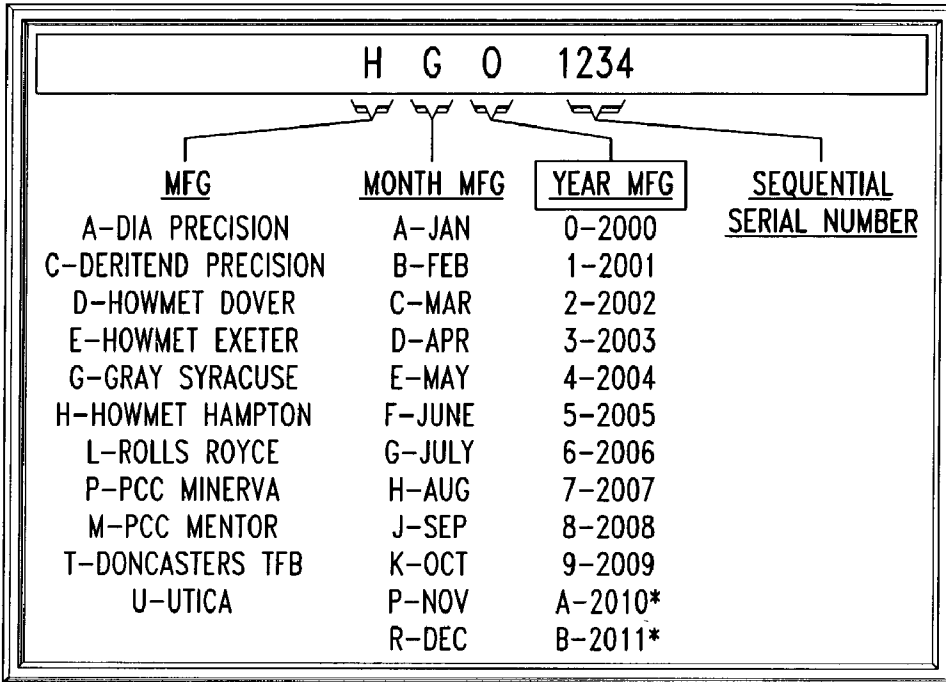 H G 0 1234
MFG MONTH MFG YEAR MFG SEQUENTIAL SERIAL NUMBER
A-DIA PRECISION A-JAN 0-2000
C-DERITEND PRECISION B-FEB 1-2001
D-HOWMET DOVER C-MAR 2-2002
E-HOWMET EXETER D-APR 3-2003
G-GRAY SYRACUSE E-MAY 4-2004
H-HOWMET HAMPTON F-JUNE 5-2005
L-ROLLS ROYCE G-JULY 6-2006
P-PCC MINERVA H-AUG 7-2007
M-PCC MENTOR J-SEP 8-2008
T-DONCASTERS TFB K-OCT 9-2009
U-UTICA P-NOV A-2010*
R-DEC B-2011*